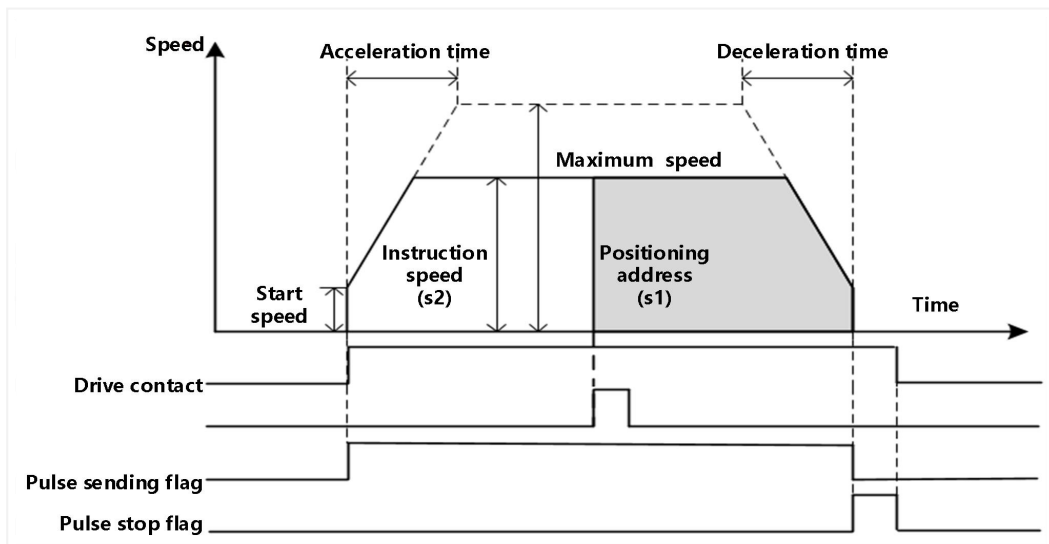 Speed
Acceleration time
Deceleration time
Maximum speed
Instruction
speed
(s2)
Positioning
address
(s1)
Start
speed
Time
Drive contact
Pulse sending flag
Pulse stop flag